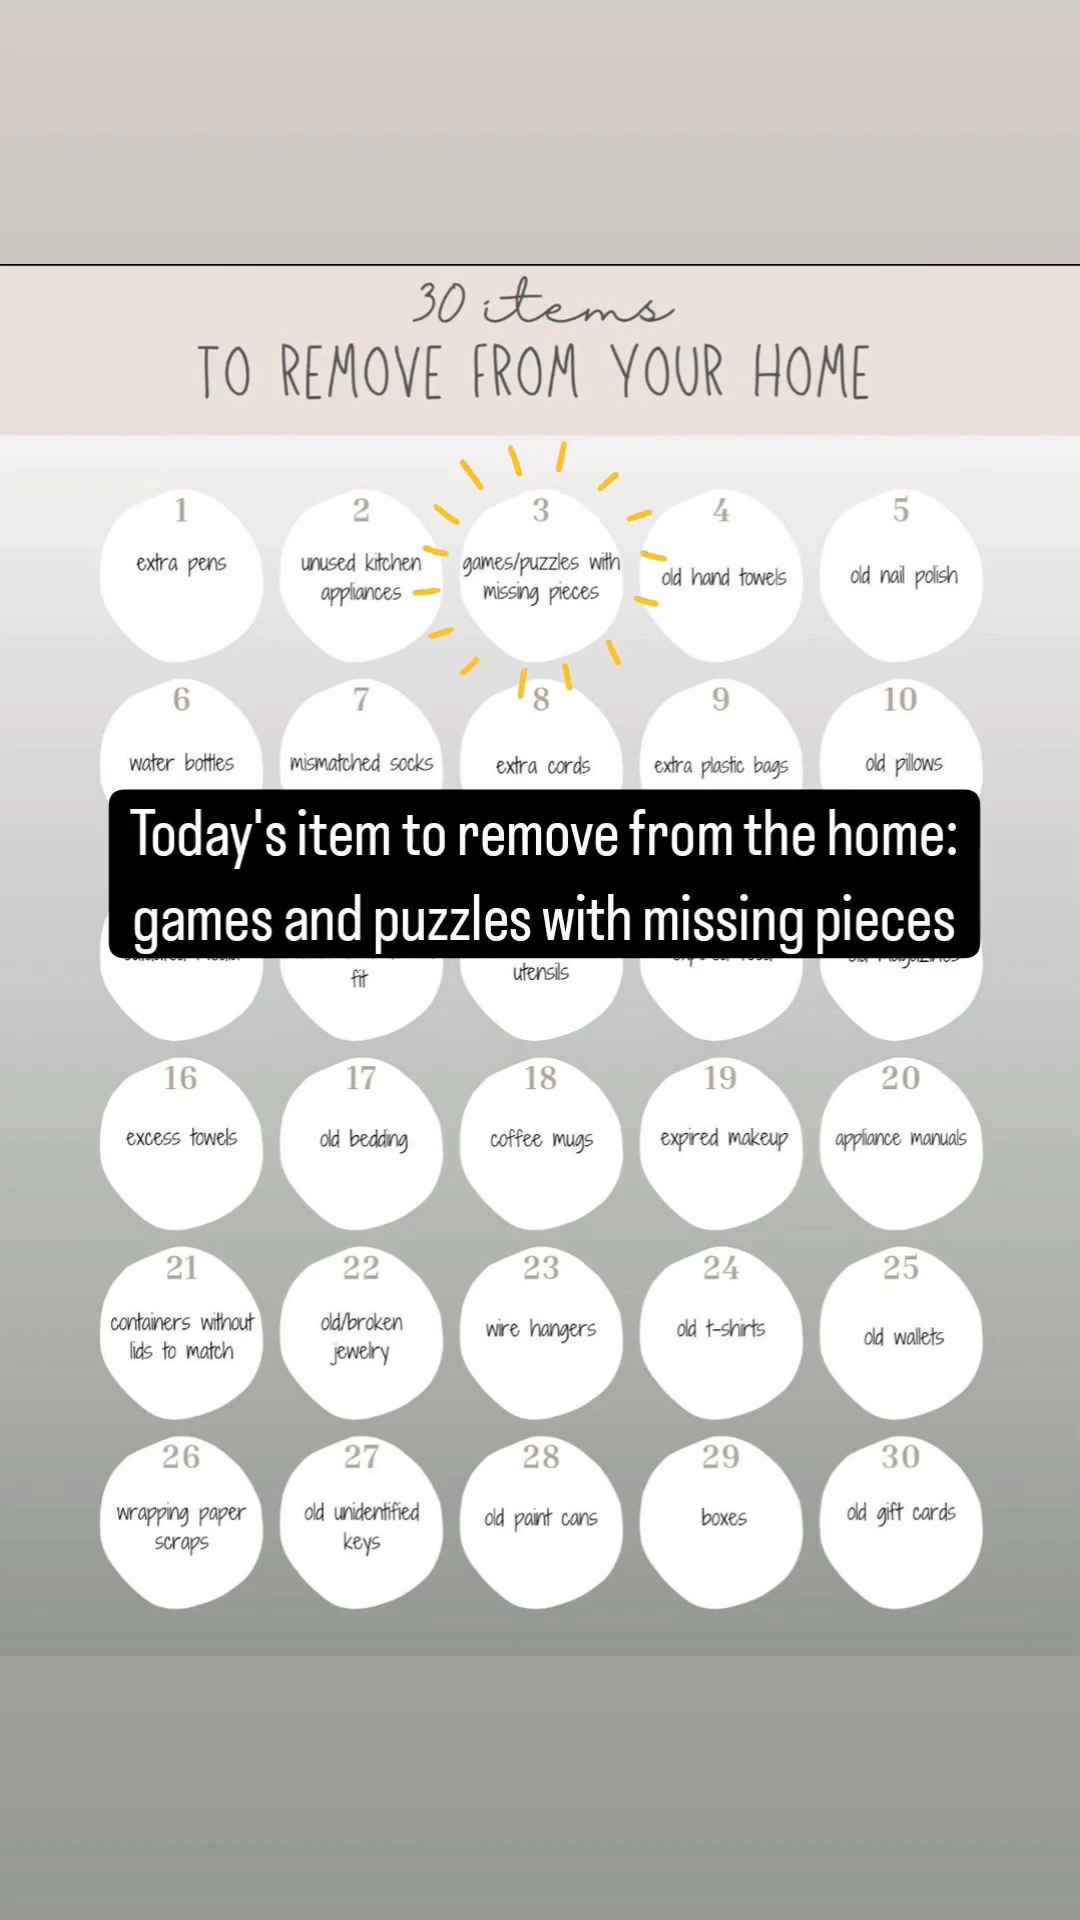 30 items
TO REMOVE FROM YOUR HOME
1
extra pens
2
unused kitchen
appliances
3
games/puzzles with
missing pieces
4
old hand towels
5
old nail polish
6
water bottles
7
mismatched socks
8
extra cords
9
extra plastic bags
10
old pillows
Today's item to remove from the home:
games and puzzles with missing pieces
fit
utensils
old magazines
16
excess towels
17
old bedding
18
coffee mugs
19
expired makeup
20
appliance manuals
21
containers without
lids to match
22
old/broken
jewelry
23
wire hangers
24
old t-shirts
25
old wallets
26
wrapping paper
scraps
27
old unidentified
keys
28
old paint cans
29
boxes
30
old gift cards